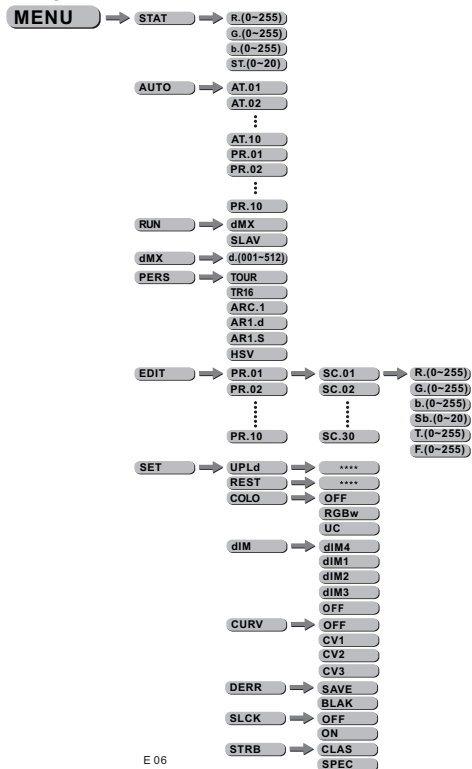 MENU
STAT
R.(0~255)
G.(0~255)
b.(0~255)
ST.(0~20)
AUTO
AT.01
AT.02
AT.10
PR.01
PR.02
PR.10
RUN
dMX
SLAV
dMX
d.(001~512)
PERS
TOUR
TR16
ARC.1
AR1.d
AR1.S
HSV
EDIT
PR.01
SC.01
R.(0~255)
PR.02
SC.02
G.(0~255)
b.(0~255)
Sb.(0~20)
PR.10
SC.30
T.(0~255)
F.(0~255)
SET
UPLd
****
REST
****
COLO
OFF
RGBw
UC
dIM
dIM4
dIM1
dIM2
dIM3
OFF
CURV
OFF
CV1
CV2
CV3
DERR
SAVE
BLAK
SLCK
OFF
ON
STRB
CLAS
SPEC
E 06